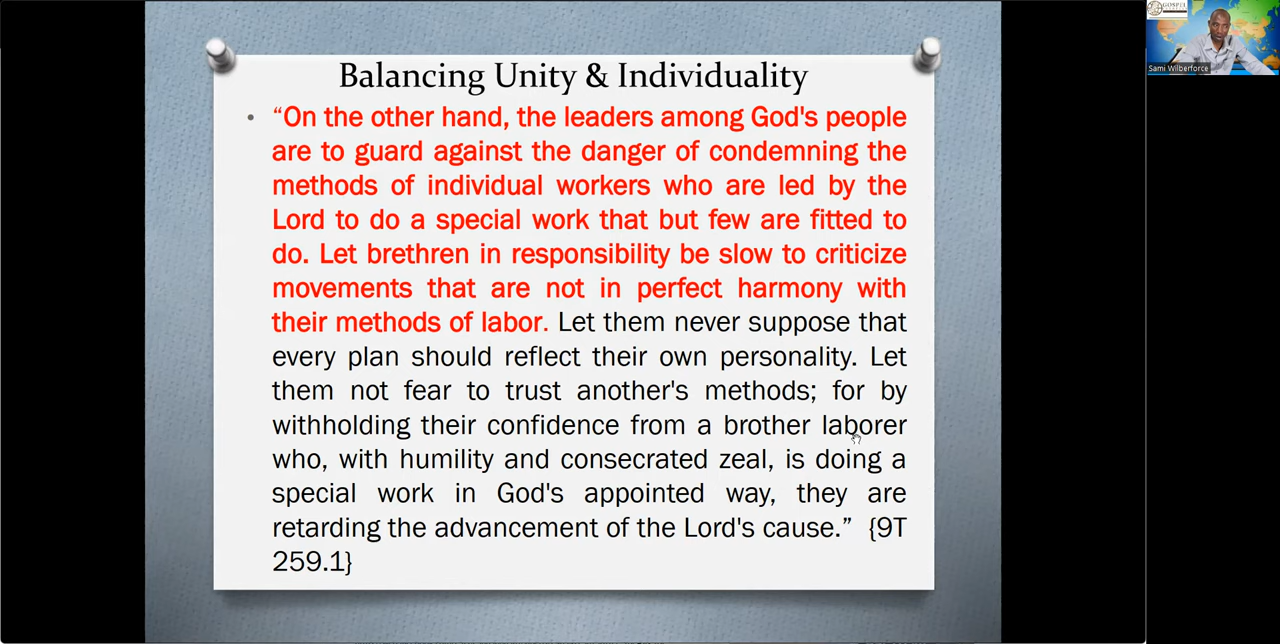 Balancing Unity & Individuality
• “On the other hand, the leaders among God's people
are to guard against the danger of condemning the
methods of individual workers who are led by the
Lord to do a special work that but few are fitted to
do. Let brethren in responsibility be slow to criticize
movements that are not in perfect harmony with
their methods of labor. Let them never suppose that
every plan should reflect their own personality. Let
them not fear to trust another's methods; for by
withholding their confidence from a brother laborer
who, with humility and consecrated zeal, is doing a
special work in God's appointed way, they are
retarding the advancement of the Lord's cause.” {9T
259.1}
GOSPEL
Sami Wilberforce